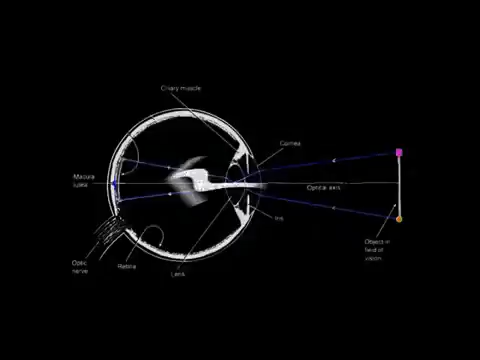 Ciliary muscle
Cornea
Macula
lutea
Optical axis
Iris
Object in
field of
vision
Optic
nerve
Retina
Lens